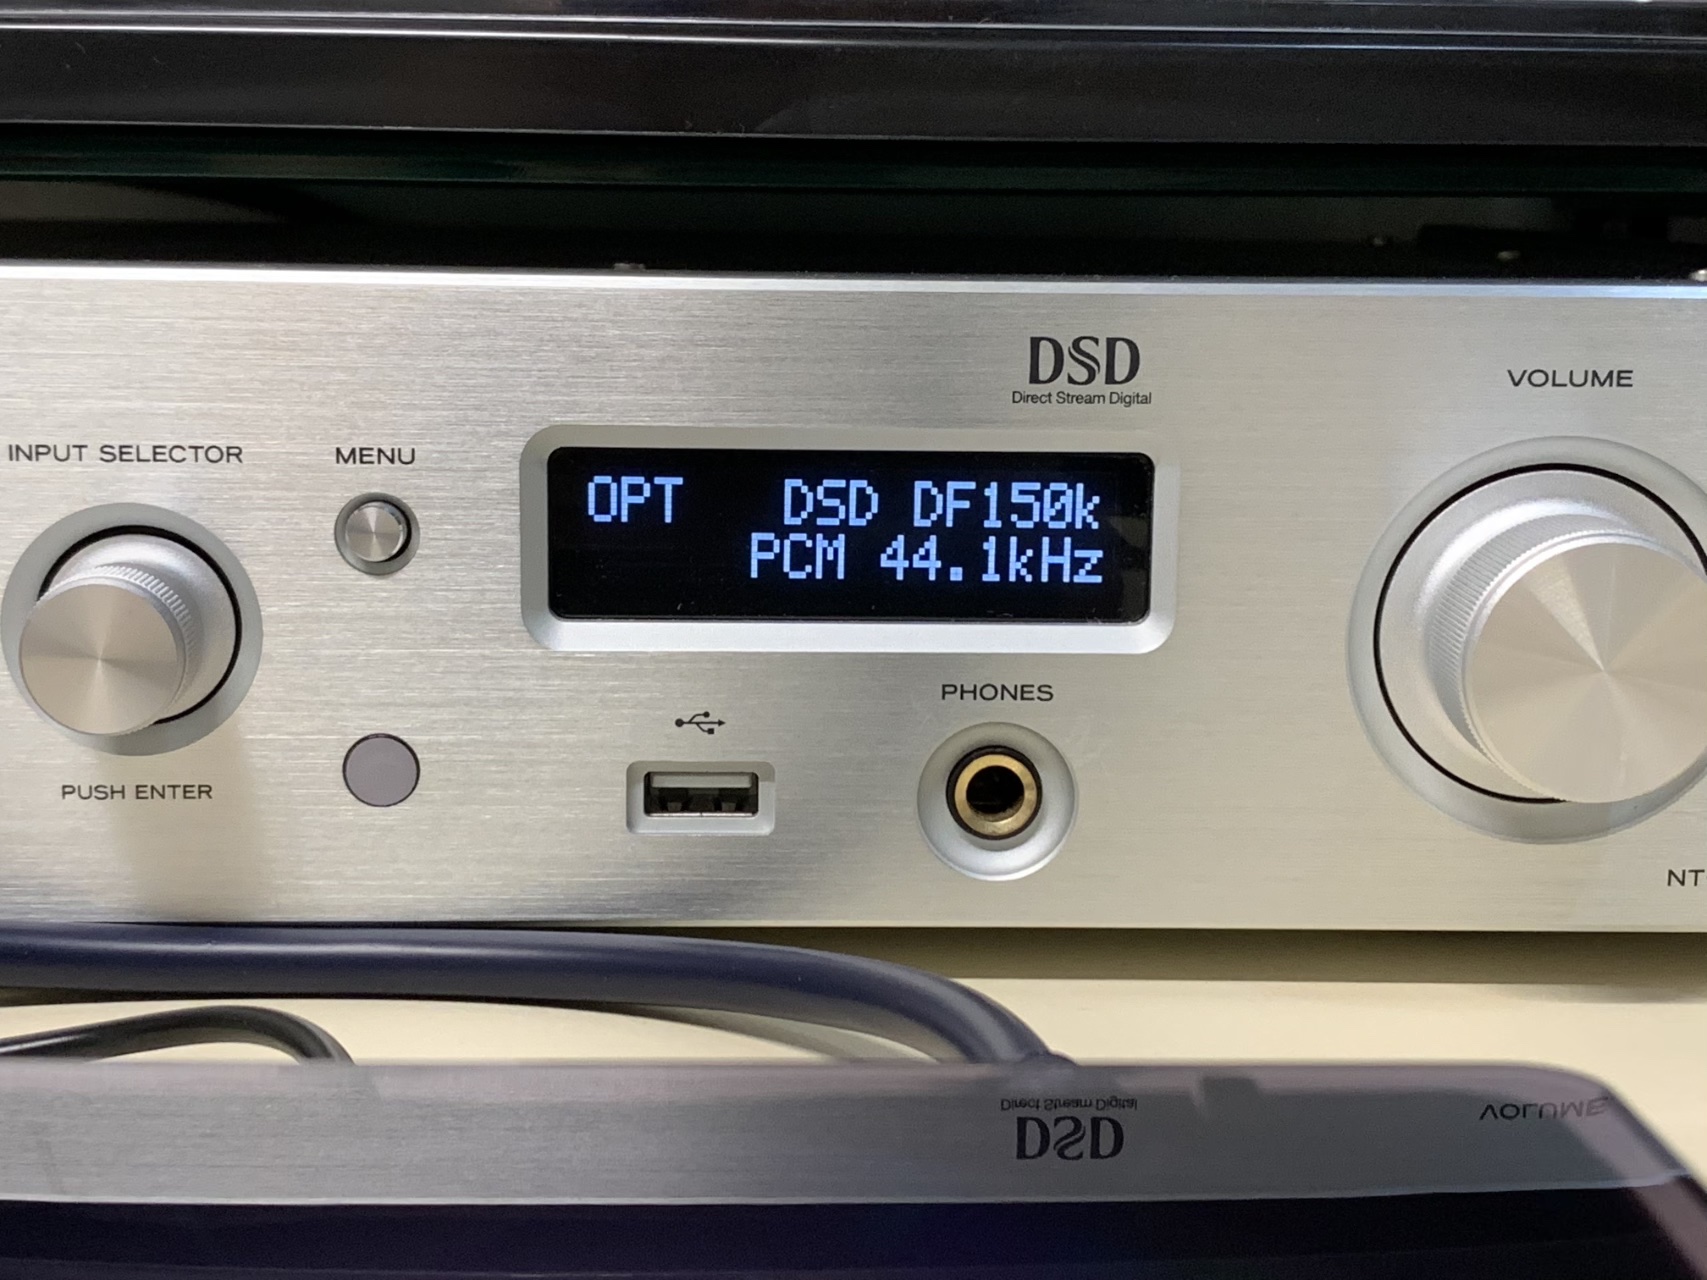 DSD
Direct Stream Digital
VOLUME
INPUT SELECTOR
MENU
OPT DSD DF150k
PCM 44.1kHz
PHONES
PUSH ENTER
NT
Direct Stream Digital
DSD
VOLUME